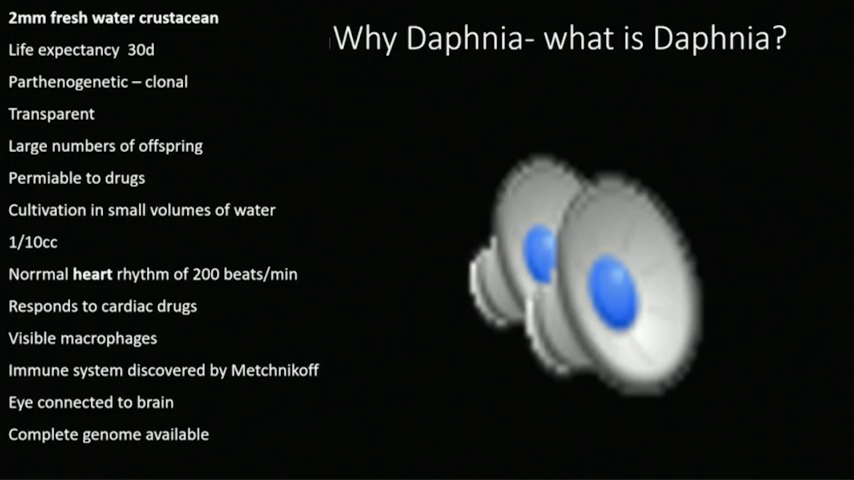 Why Daphnia- what is Daphnia?
2mm fresh water crustacean
Life expectancy 30d
Parthenogenetic – clonal
Transparent
Large numbers of offspring
Permiable to drugs
Cultivation in small volumes of water
1/10cc
Norrmal heart rhythm of 200 beats/min
Responds to cardiac drugs
Visible macrophages
Immune system discovered by Metchnikoff
Eye connected to brain
Complete genome available